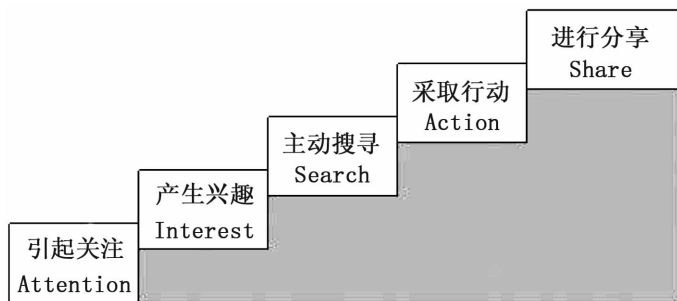 进行分享
Share
采取行动
Action
主动搜寻
Search
产生兴趣
Interest
引起关注
Attention